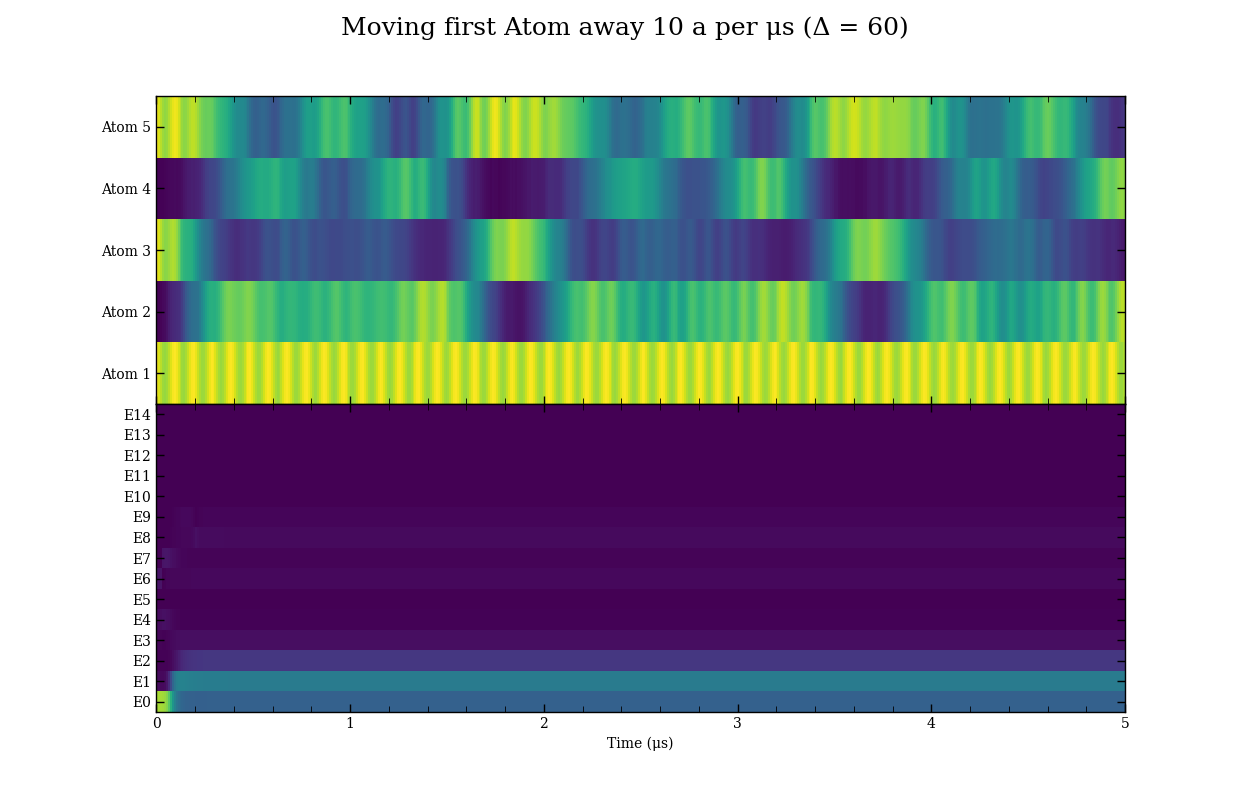 Moving first Atom away 10 a per μs (Δ = 60)
Atom 5
Atom 4
Atom 3
Atom 2
Atom 1
E14
E13
E12
E11
E10
E9
E8
E7
E6
E5
E4
E3
E2
E1
E0
0 1 2 3 4 5
Time (μs)